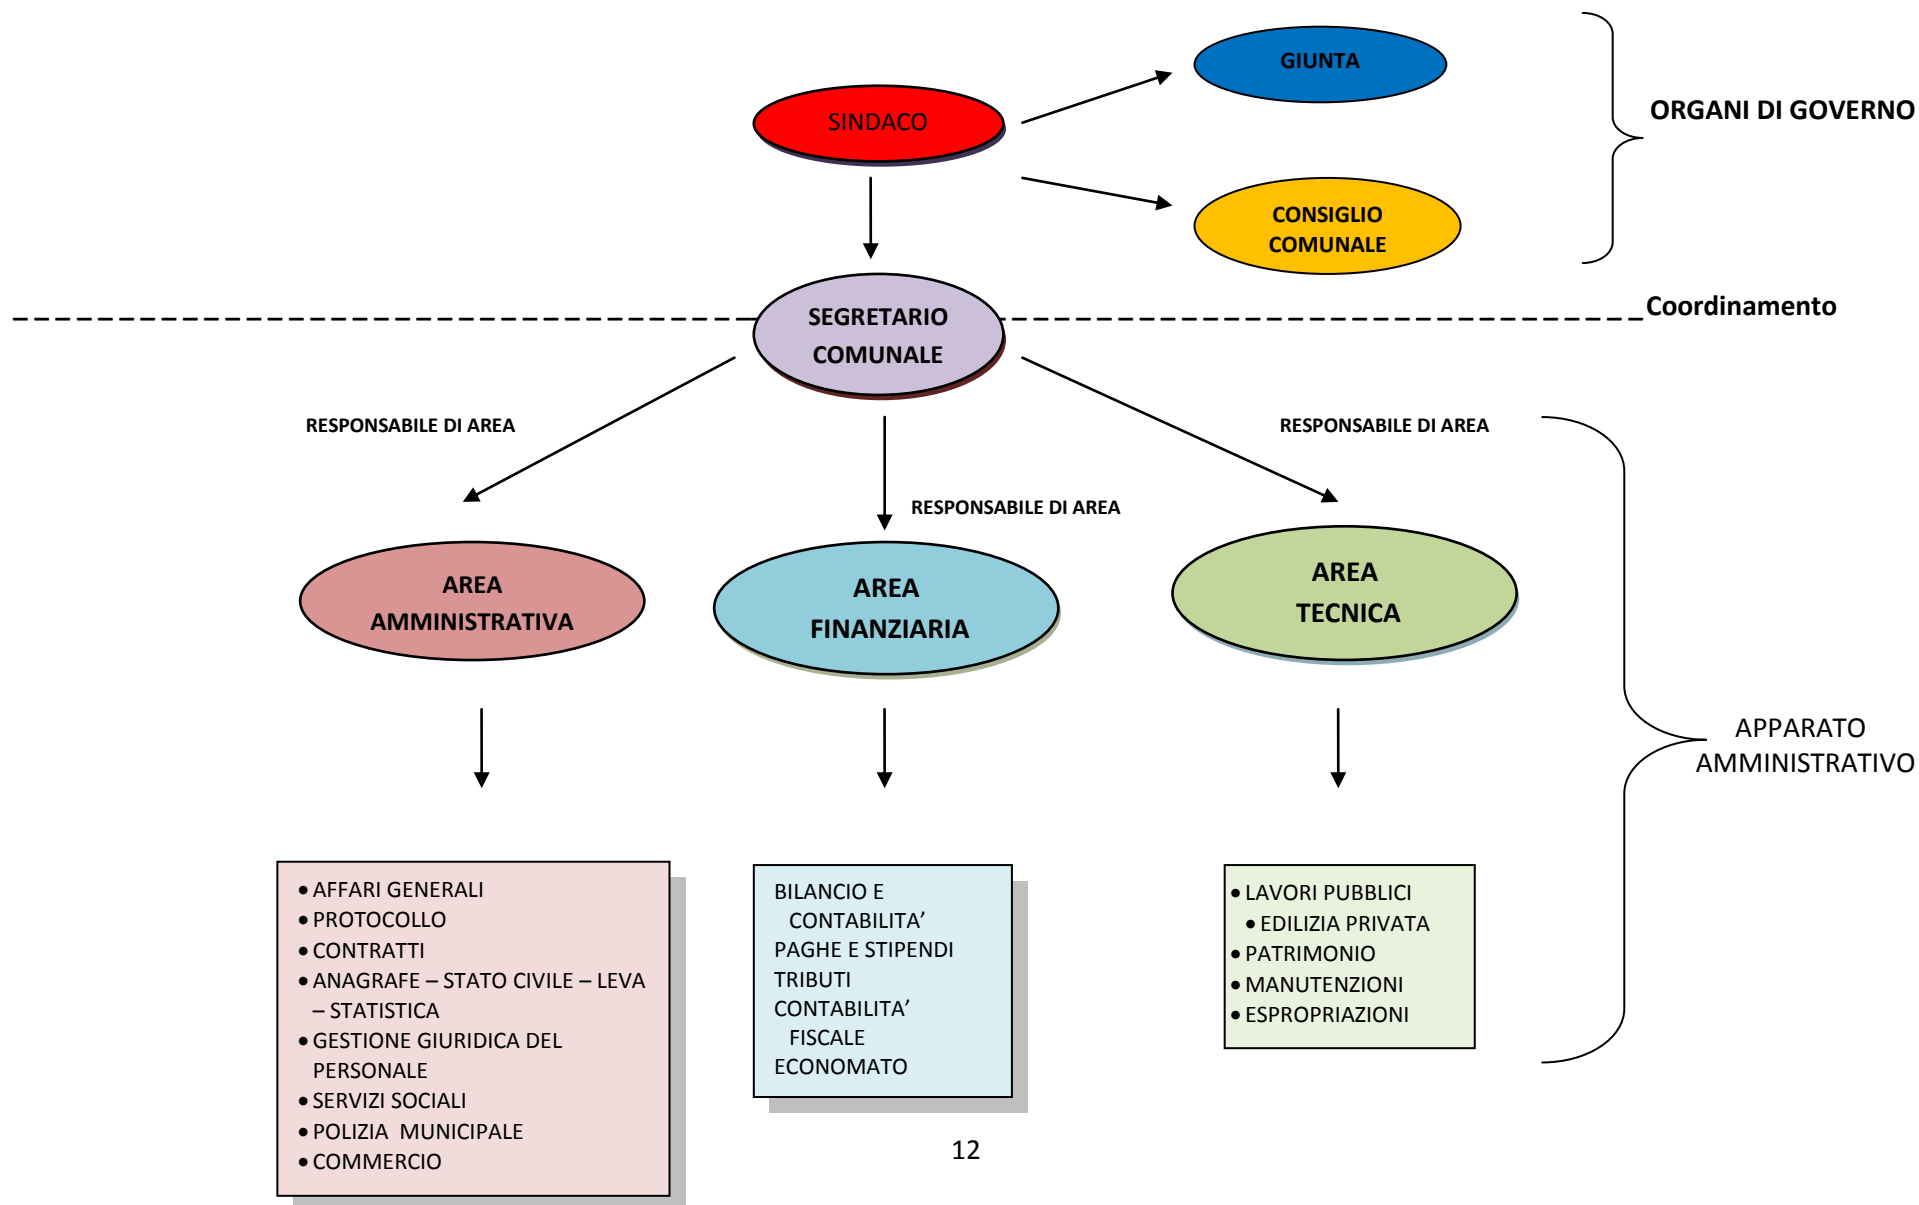 GIUNTA
ORGANI DI GOVERNO
SINDACO
CONSIGLIO
COMUNALE
Coordinamento
SEGRETARIO
COMUNALE
RESPONSABILE DI AREA
RESPONSABILE DI AREA
RESPONSABILE DI AREA
AREA
AMMINISTRATIVA
AREA
FINANZIARIA
AREA
TECNICA
APPARATO
AMMINISTRATIVO
• AFFARI GENERALI
• PROTOCOLLO
• CONTRATTI
• ANAGRAFE – STATO CIVILE – LEVA
– STATISTICA
• GESTIONE GIURIDICA DEL
PERSONALE
• SERVIZI SOCIALI
• POLIZIA  MUNICIPALE
• COMMERCIO
BILANCIO E
CONTABILITA’
PAGHE E STIPENDI
TRIBUTI
CONTABILITA’
FISCALE
ECONOMATO
• LAVORI PUBBLICI
• EDILIZIA PRIVATA
• PATRIMONIO
• MANUTENZIONI
• ESPROPRIAZIONI
12